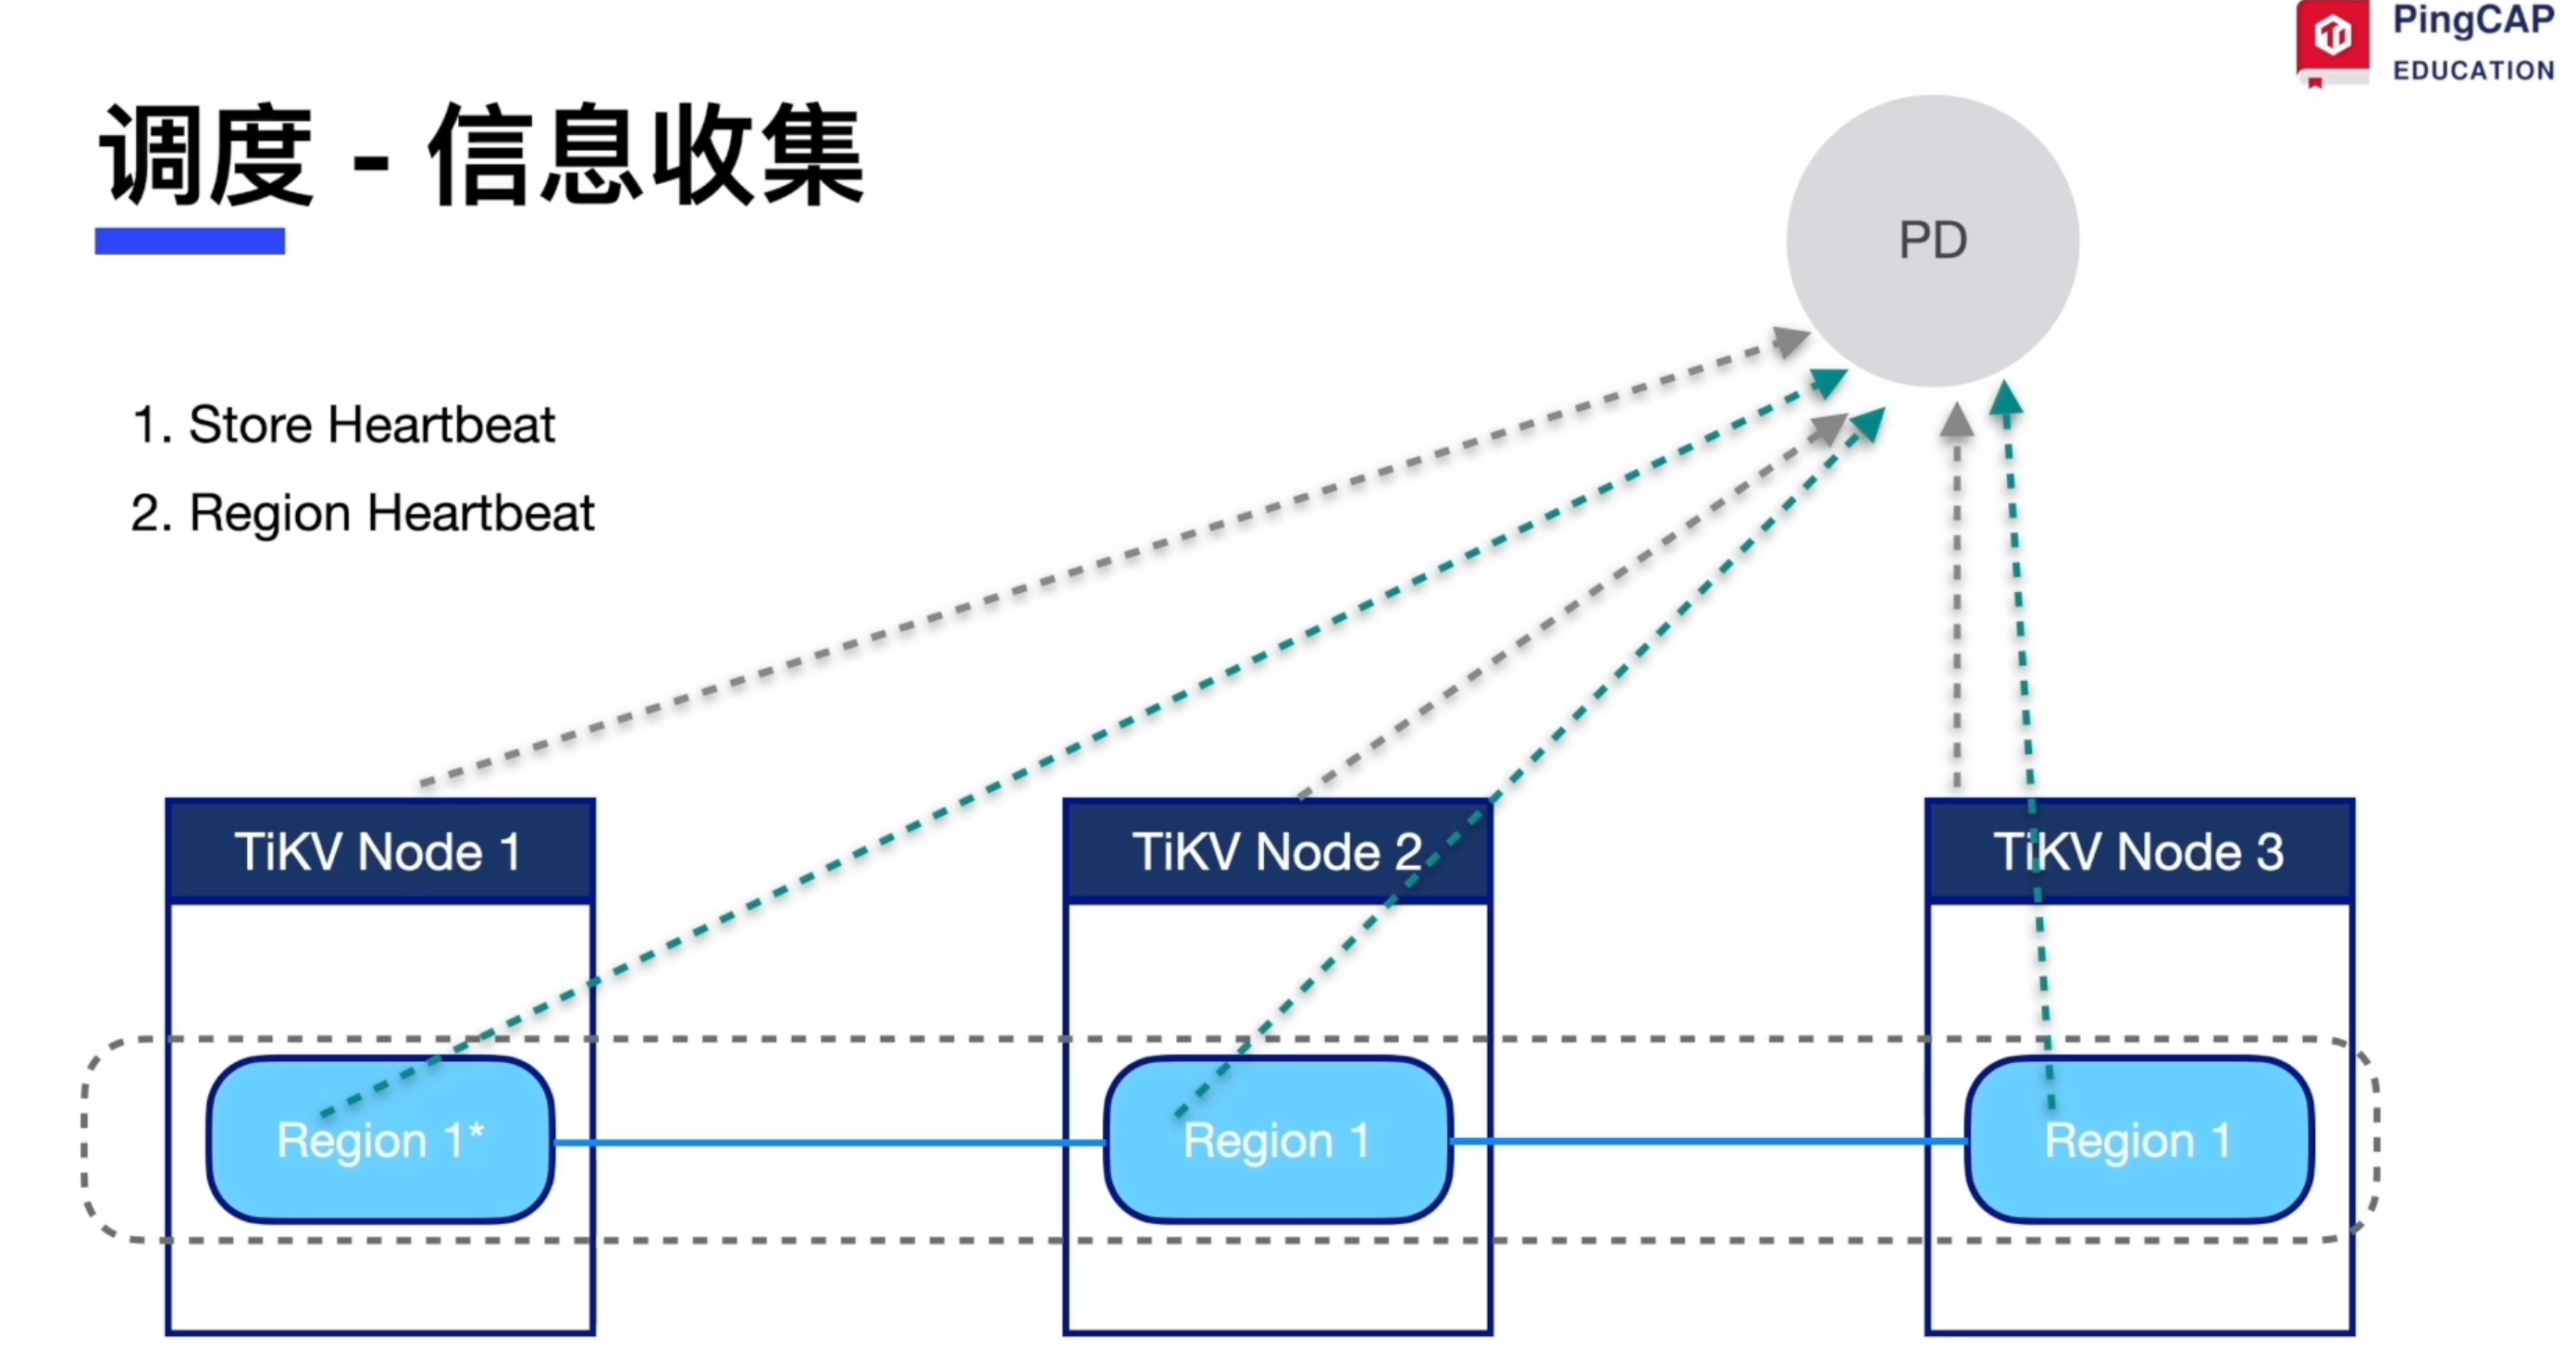 PingCAP
EDUCATION
调度 - 信息收集
PD
1. Store Heartbeat
2. Region Heartbeat
TiKV Node 1
TiKV Node 2
TiKV Node 3
Region 1*
Region 1
Region 1